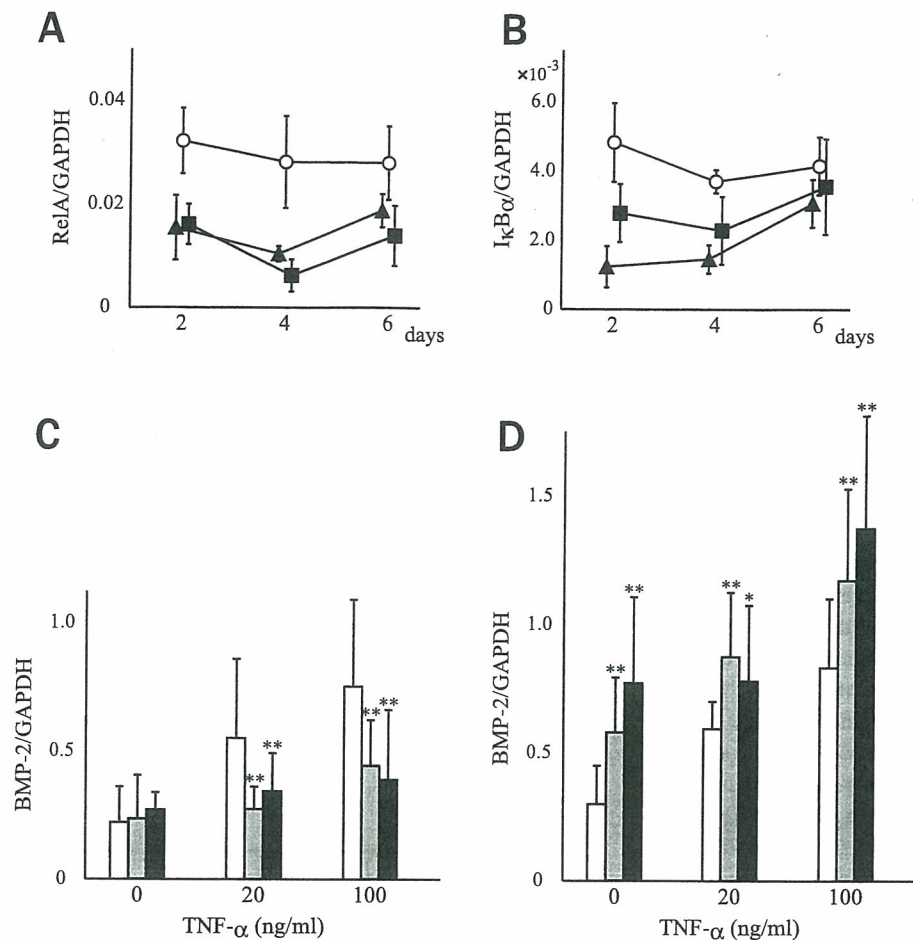 A
RelA/GAPDH
0.04
0.02
0
2 4 6
days
B
×10⁻³
IκBα/GAPDH
6.0
4.0
2.0
0
2 4 6
days
C
BMP-2/GAPDH
1.0
0.5
0
** **
** **
0 20 100
TNF-α (ng/ml)
D
BMP-2/GAPDH
1.5
1.0
0.5
0
** **
** *
** **
0 20 100
TNF-α (ng/ml)